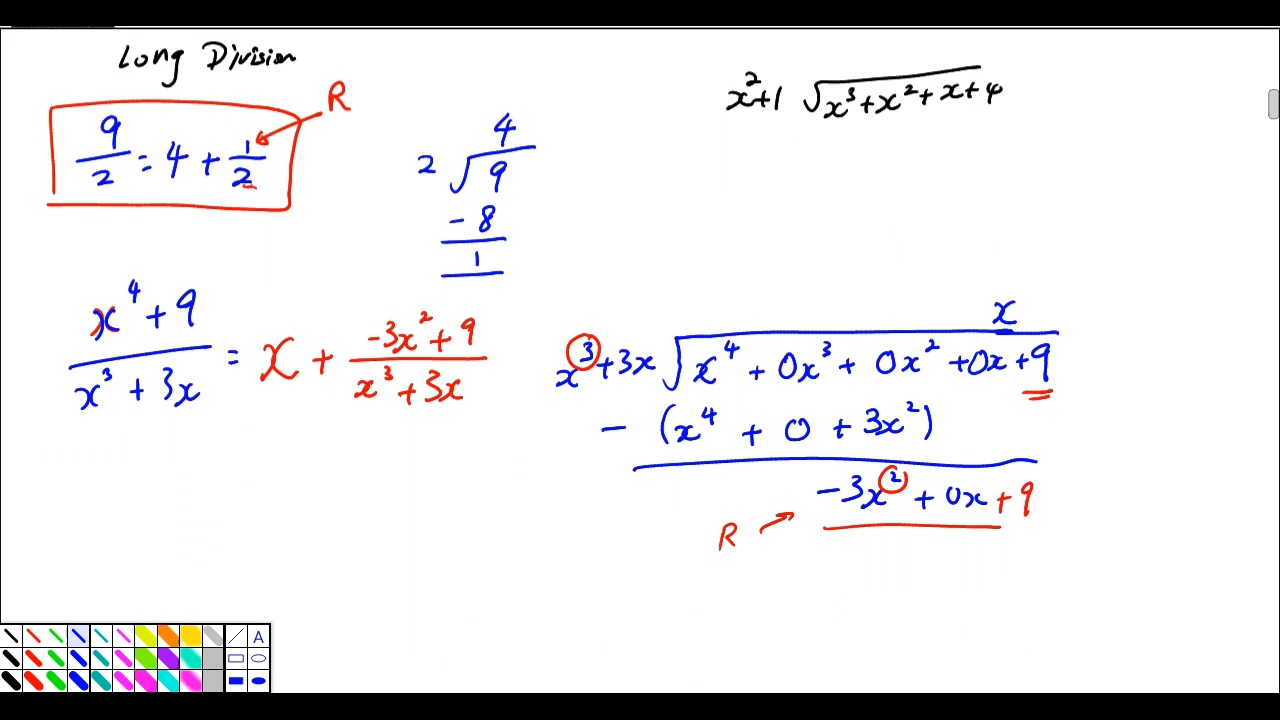 Long Division
R
9/2 = 4 + 1/2
4
2 √9
- 8
1
x²+1 √x³+x²+x+4
(x⁴+9)/(x³+3x) = x + (-3x²+9)/(x³+3x)
x
x³+3x √x⁴+0x³+0x²+0x+9
- (x⁴ + 0 + 3x²)
-3x² + 0x + 9
R
A